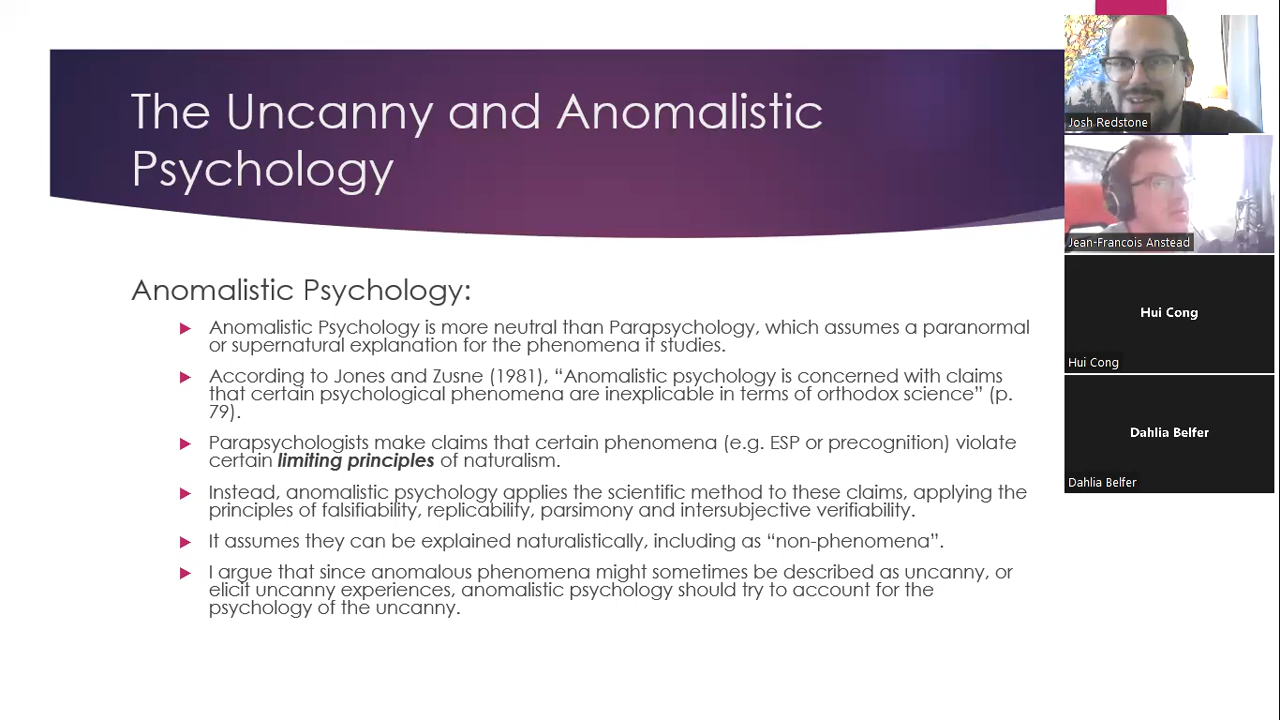 The Uncanny and Anomalistic
Psychology
Anomalistic Psychology:
Anomalistic Psychology is more neutral than Parapsychology, which assumes a paranormal
or supernatural explanation for the phenomena it studies.
According to Jones and Zusne (1981), “Anomalistic psychology is concerned with claims
that certain psychological phenomena are inexplicable in terms of orthodox science” (p.
79).
Parapsychologists make claims that certain phenomena (e.g. ESP or precognition) violate
certain limiting principles of naturalism.
Instead, anomalistic psychology applies the scientific method to these claims, applying the
principles of falsifiability, replicability, parsimony and intersubjective verifiability.
It assumes they can be explained naturalistically, including as “non-phenomena”.
I argue that since anomalous phenomena might sometimes be described as uncanny, or
elicit uncanny experiences, anomalistic psychology should try to account for the
psychology of the uncanny.
Josh Redstone
Jean-Francois Anstead
Hui Cong
Hui Cong
Dahlia Belfer
Dahlia Belfer